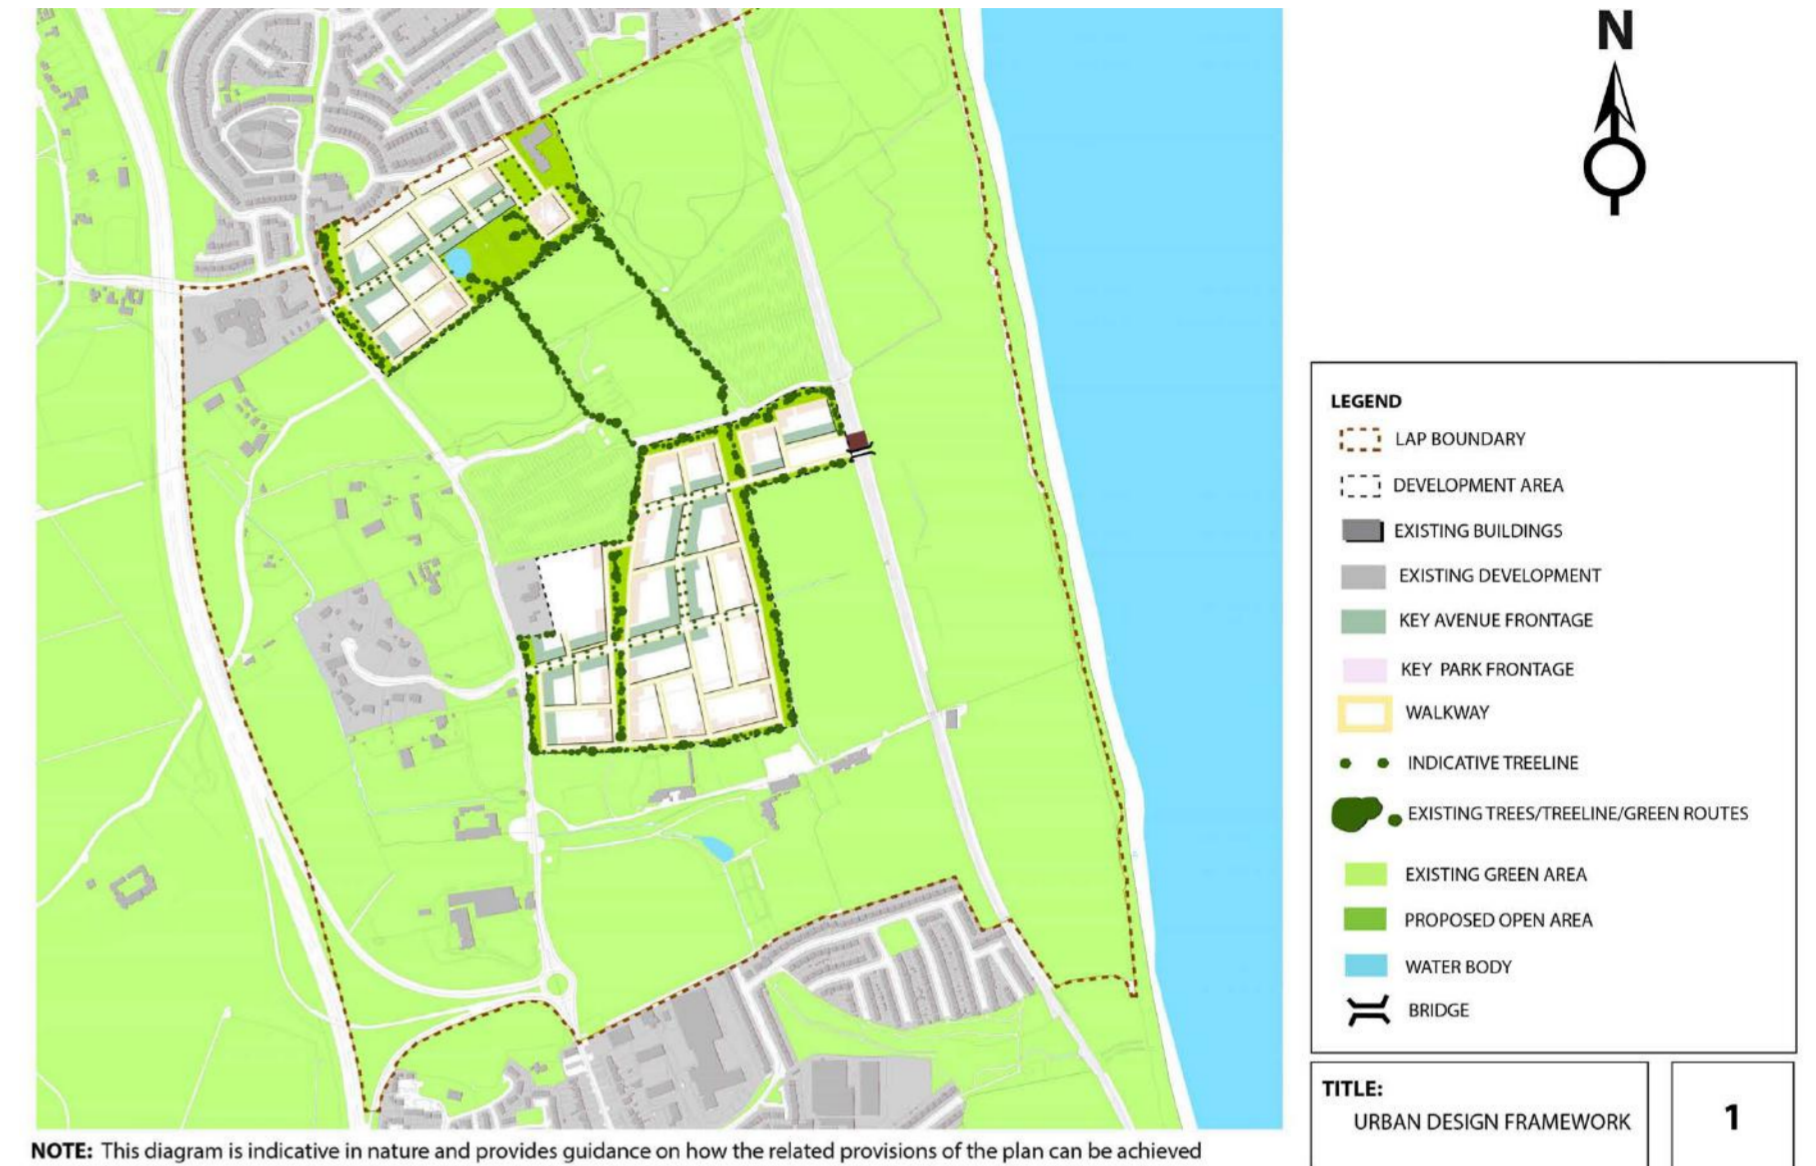 N
LEGEND
LAP BOUNDARY
DEVELOPMENT AREA
EXISTING BUILDINGS
EXISTING DEVELOPMENT
KEY AVENUE FRONTAGE
KEY PARK FRONTAGE
WALKWAY
INDICATIVE TREELINE
EXISTING TREES/TREELINE/GREEN ROUTES
EXISTING GREEN AREA
PROPOSED OPEN AREA
WATER BODY
BRIDGE
TITLE:
URBAN DESIGN FRAMEWORK
1
NOTE: This diagram is indicative in nature and provides guidance on how the related provisions of the plan can be achieved